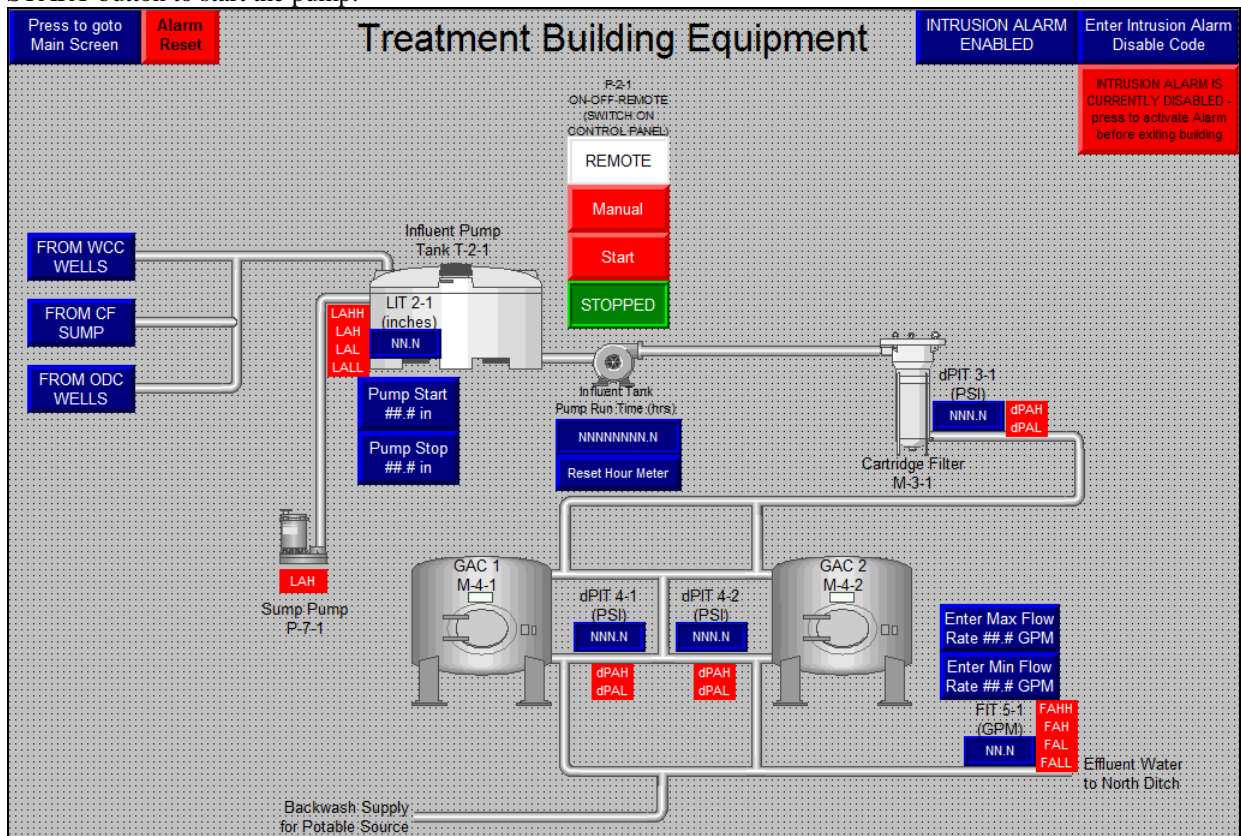 START button to start the pump.
Press to goto
Main Screen
Alarm
Reset
Treatment Building Equipment
INTRUSION ALARM
ENABLED
Enter Intrusion Alarm
Disable Code
INTRUSION ALARM IS
CURRENTLY DISABLED -
press to activate Alarm
before exiting building
P-2-1
ON-OFF-REMOTE
(SWITCH ON
CONTROL PANEL)
REMOTE
Manual
Start
STOPPED
FROM WCC
WELLS
FROM CF
SUMP
FROM ODC
WELLS
Influent Pump
Tank T-2-1
LIT 2-1
(inches)
NN.N
LAHH
LAH
LAL
LALL
Pump Start
##.# in
Pump Stop
##.# in
Influent Tank
Pump Run Time (hrs)
NNNNNNNN.N
Reset Hour Meter
dPIT 3-1
(PSI)
NNN.N
dPAH
dPAL
Cartridge Filter
M-3-1
LAH
Sump Pump
P-7-1
GAC 1
M-4-1
dPIT 4-1
(PSI)
NNN.N
dPAH
dPAL
dPIT 4-2
(PSI)
NNN.N
dPAH
dPAL
GAC 2
M-4-2
Enter Max Flow
Rate ##.# GPM
Enter Min Flow
Rate ##.# GPM
FIT 5-1
(GPM)
NN.N
FAHH
FAH
FAL
FALL
Effluent Water
to North Ditch
Backwash Supply
for Potable Source